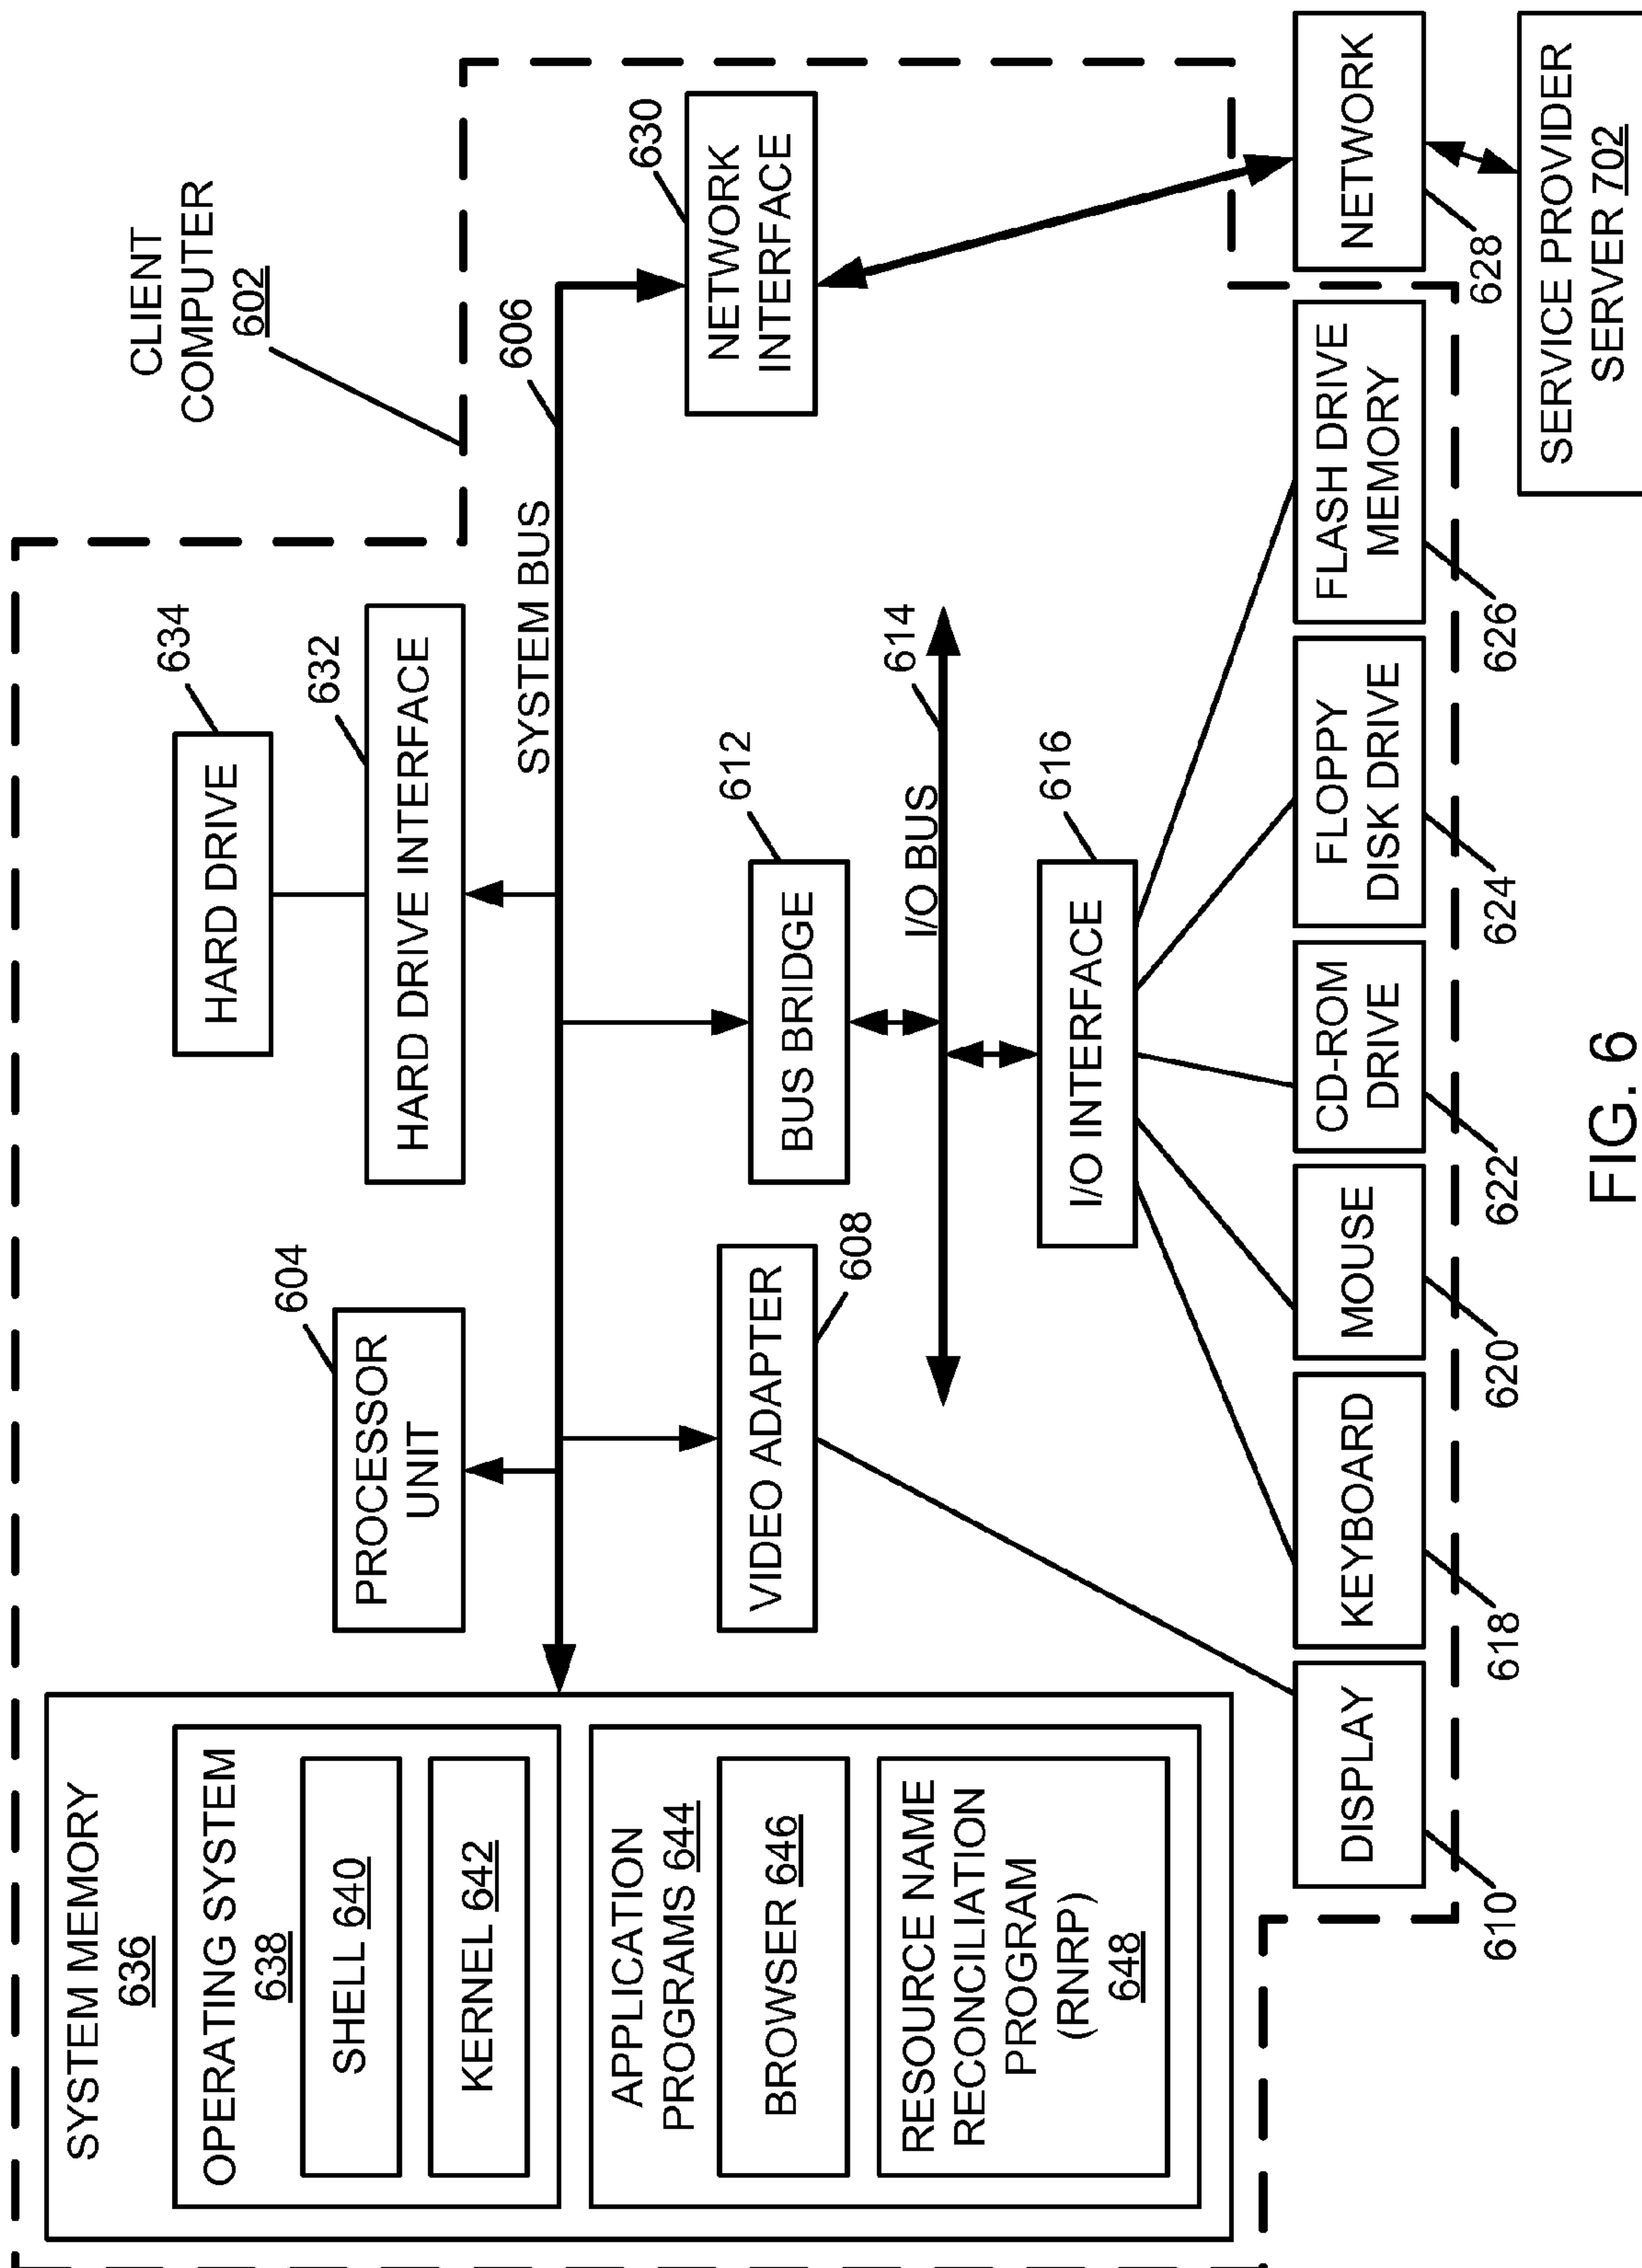 CLIENT
COMPUTER
602
SYSTEM MEMORY
636
OPERATING SYSTEM
638
SHELL 640
KERNEL 642
APPLICATION
PROGRAMS 644
BROWSER 646
RESOURCE NAME
RECONCILIATION
PROGRAM
(RNRP)
648
604
PROCESSOR
UNIT
634
HARD DRIVE
632
HARD DRIVE INTERFACE
SYSTEM BUS
606
630
NETWORK
INTERFACE
VIDEO ADAPTER
608
612
BUS BRIDGE
I/O BUS
614
616
I/O INTERFACE
DISPLAY
610
KEYBOARD
618
MOUSE
620
CD-ROM
DRIVE
622
FLOPPY
DISK DRIVE
624
FLASH DRIVE
MEMORY
626
NETWORK
628
SERVICE PROVIDER
SERVER 702
FIG. 6